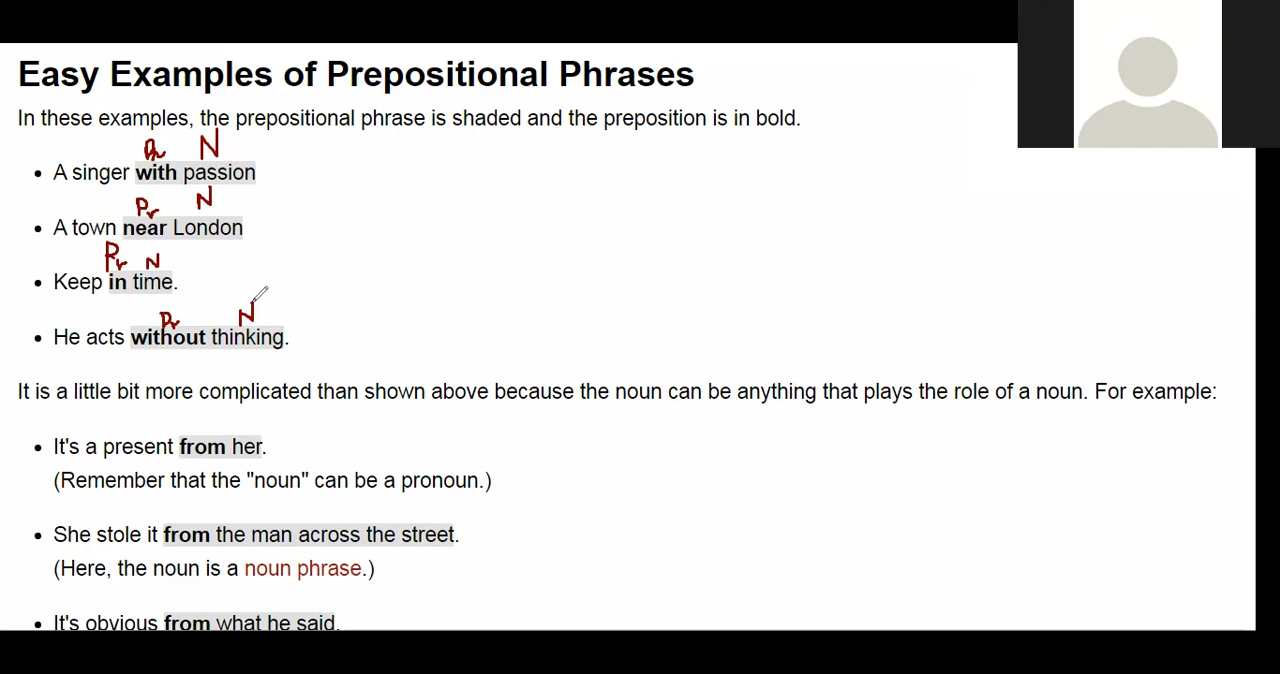 Easy Examples of Prepositional Phrases
In these examples, the prepositional phrase is shaded and the preposition is in bold.
Pr N
• A singer with passion
Pr N
• A town near London
Pr N
• Keep in time.
Pr N
• He acts without thinking.
It is a little bit more complicated than shown above because the noun can be anything that plays the role of a noun. For example:
• It's a present from her.
(Remember that the "noun" can be a pronoun.)
• She stole it from the man across the street.
(Here, the noun is a noun phrase.)
• It's obvious from what he said.